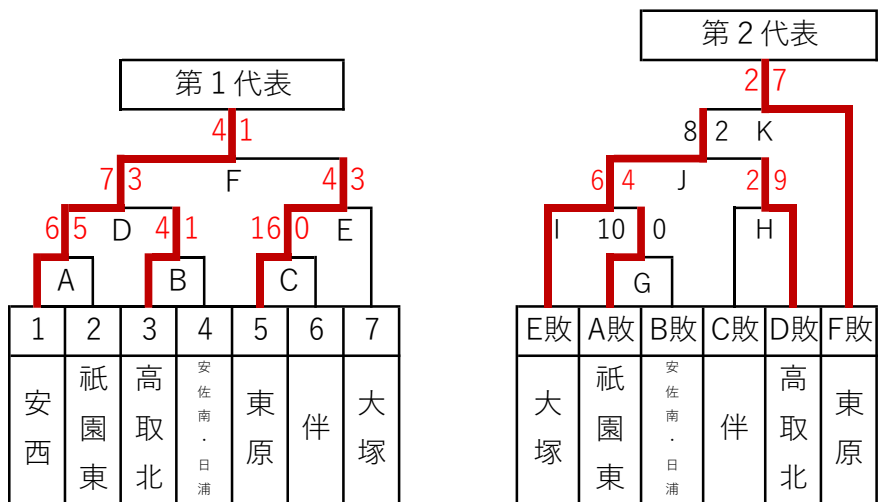 第１代表
4 1
F
7 3
4 3
D
E
6 5
4 1
16 0
A
B
C
1 2 3 4 5 6 7
安西
祇園東
高取北
安佐南・日浦
東原
伴
大塚
第２代表
2 7
K
8 2
J
6 4
2 9
I
H
10 0
G
E敗 A敗 B敗 C敗 D敗 F敗
大塚
祇園東
安佐南・日浦
伴
高取北
東原